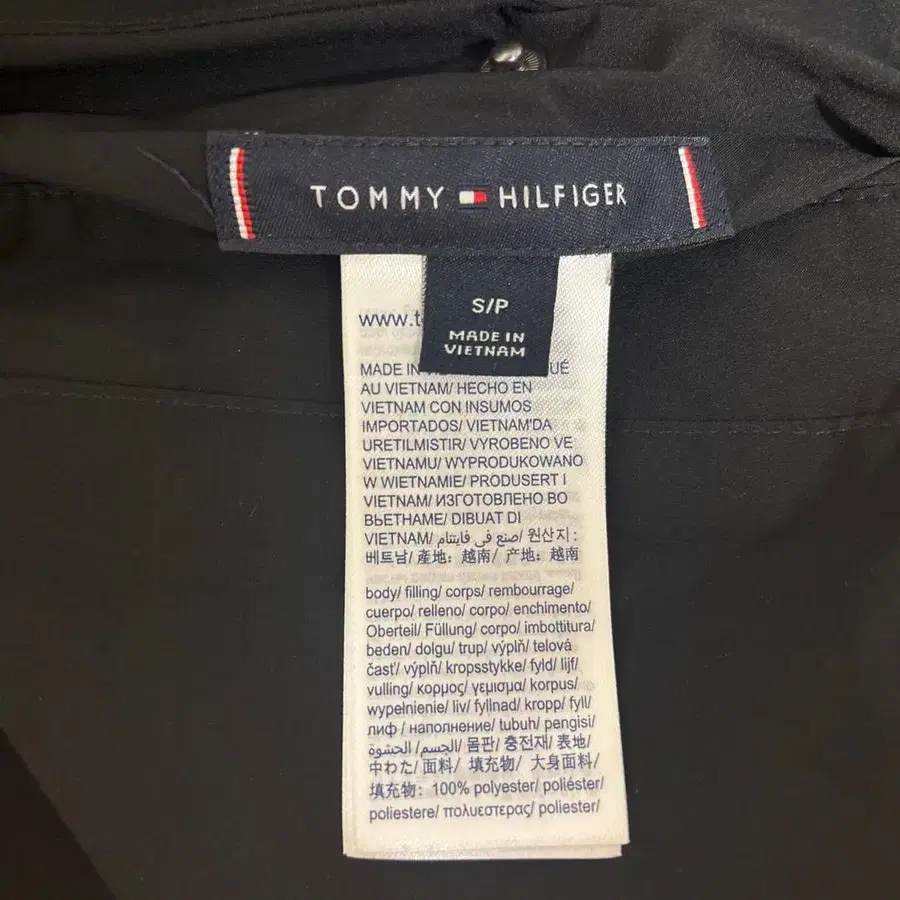 TOMMY HILFIGER
S/P
MADE IN
VIETNAM
www.t
MADE IN
AU VIETNAM/ HECHO EN
VIETNAM CON INSUMOS
IMPORTADOS/ VIETNAM'DA
URETILMISTIR/ VYROBENO VE
VIETNAMU/ WYPRODUKOWANO
W WIETNAMIE/ PRODUSERT I
VIETNAM/ ИЗГОТОВЛЕНО ВО
ВЬЕТНАМЕ/ DIBUAT DI
VIETNAM/ صنع في فايتنام/ 원산지:
베트남/ 產地: 越南/ 产地: 越南
body/ filling/ corps/ rembourrage/
cuerpo/ relleno/ corpo/ enchimento/
Oberteil/ Füllung/ corpo/ imbottitura/
beden/ dolgu/ trup/ výplň/ telová
časť/ výplň/ kropsstykke/ fyld/ lijf/
vulling/ κορμος/ γεμισμα/ korpus/
wypełnienie/ liv/ fyllnad/ kropp/ fyll/
лиф / наполнение/ tubuh/ pengisi/
الجسم/ الحشوة/ 몸판/ 충전재/ 表地/
中わた/ 面料/ 填充物/ 大身面料/
填充物: 100% polyester/ poliéster/
poliestere/ πολυεστερας/ poliester/